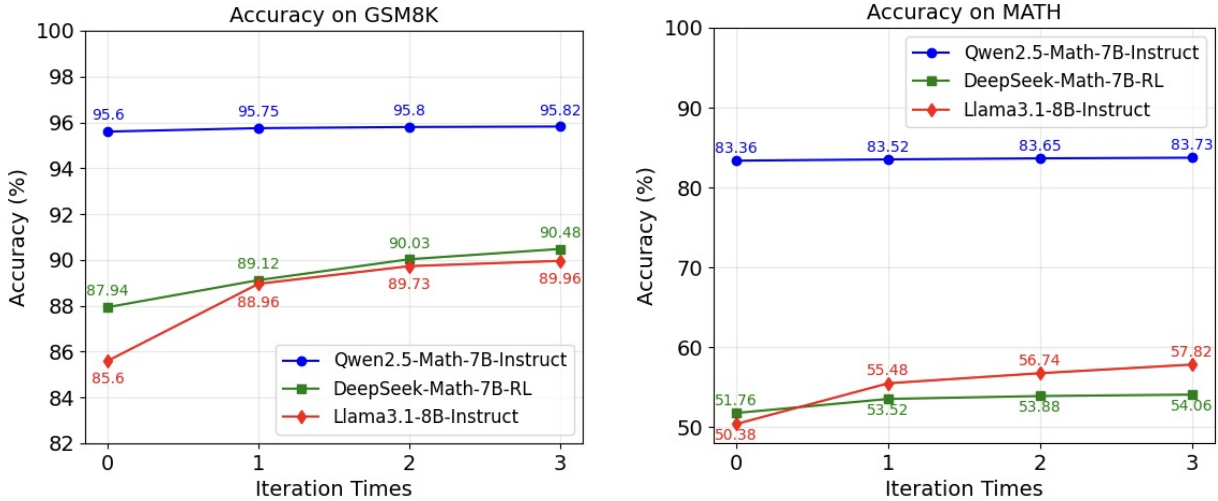 Accuracy on GSM8K
100
98
96
94
92
90
88
86
84
82
Accuracy (%)
95.6
95.75
95.8
95.82
87.94
89.12
90.03
90.48
85.6
88.96
89.73
89.96
Qwen2.5-Math-7B-Instruct
DeepSeek-Math-7B-RL
Llama3.1-8B-Instruct
0 1 2 3
Iteration Times
Accuracy on MATH
100
90
80
70
60
50
Accuracy (%)
Qwen2.5-Math-7B-Instruct
DeepSeek-Math-7B-RL
Llama3.1-8B-Instruct
83.36
83.52
83.65
83.73
51.76
53.52
53.88
54.06
50.38
55.48
56.74
57.82
0 1 2 3
Iteration Times